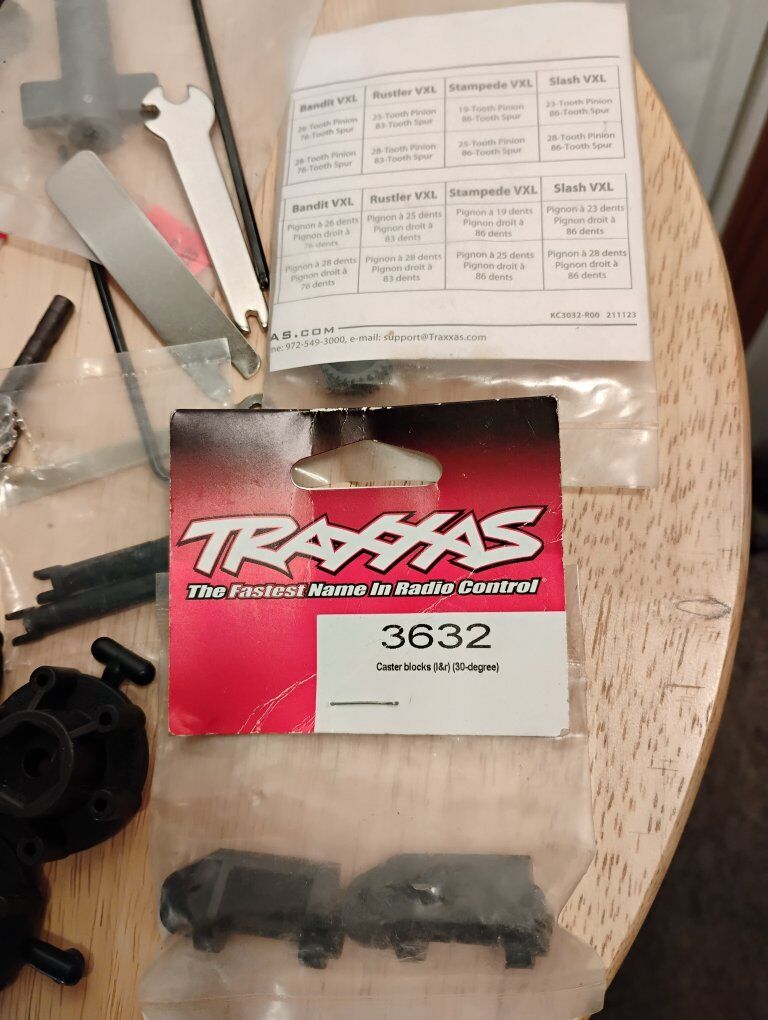 Bandit VXL Rustler VXL Stampede VXL Slash VXL
26-Tooth Pinion 25-Tooth Pinion 19-Tooth Pinion 23-Tooth Pinion
76-Tooth Spur 83-Tooth Spur 86-Tooth Spur 86-Tooth Spur
28-Tooth Pinion 28-Tooth Pinion 25-Tooth Pinion 28-Tooth Pinion
76-Tooth Spur 83-Tooth Spur 86-Tooth Spur 86-Tooth Spur
Bandit VXL Rustler VXL Stampede VXL Slash VXL
Pignon à 26 dents Pignon à 25 dents Pignon à 19 dents Pignon à 23 dents
Pignon droit à Pignon droit à Pignon droit à Pignon droit à
76 dents 83 dents 86 dents 86 dents
Pignon à 28 dents Pignon à 28 dents Pignon à 25 dents Pignon à 28 dents
Pignon droit à Pignon droit à Pignon droit à Pignon droit à
76 dents 83 dents 86 dents 86 dents
KC3032-R00 211123
AS.COM
ne: 972-549-3000, e-mail: support@Traxxas.com
TRAXXAS
The Fastest Name In Radio Control
3632
Caster blocks (l&r) (30-degree)